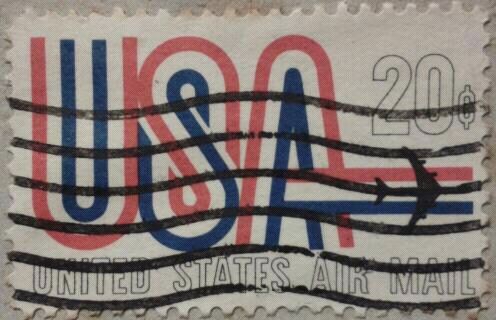 20¢
USA
UNITED STATES AIR MAIL